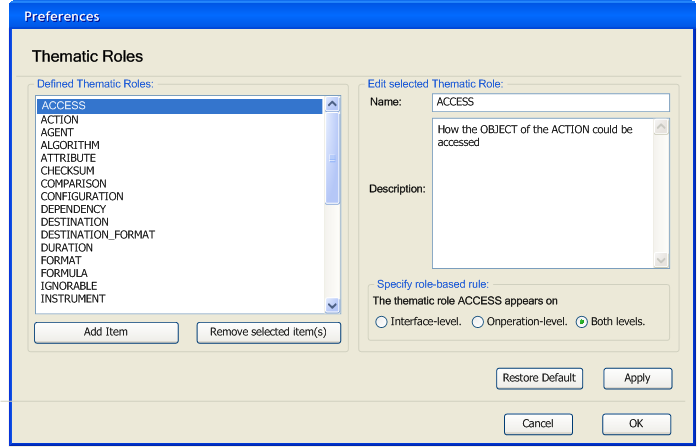 Preferences
Thematic Roles
Defined Thematic Roles:
ACCESS
ACTION
AGENT
ALGORITHM
ATTRIBUTE
CHECKSUM
COMPARISON
CONFIGURATION
DEPENDENCY
DESTINATION
DESTINATION_FORMAT
DURATION
FORMAT
FORMULA
IGNORABLE
INSTRUMENT
Add Item
Remove selected item(s)
Edit selected Thematic Role:
Name: ACCESS
Description:
How the OBJECT of the ACTION could be
accessed
Specify role-based rule:
The thematic role ACCESS appears on
Interface-level. Onperation-level. Both levels.
Restore Default Apply
Cancel OK